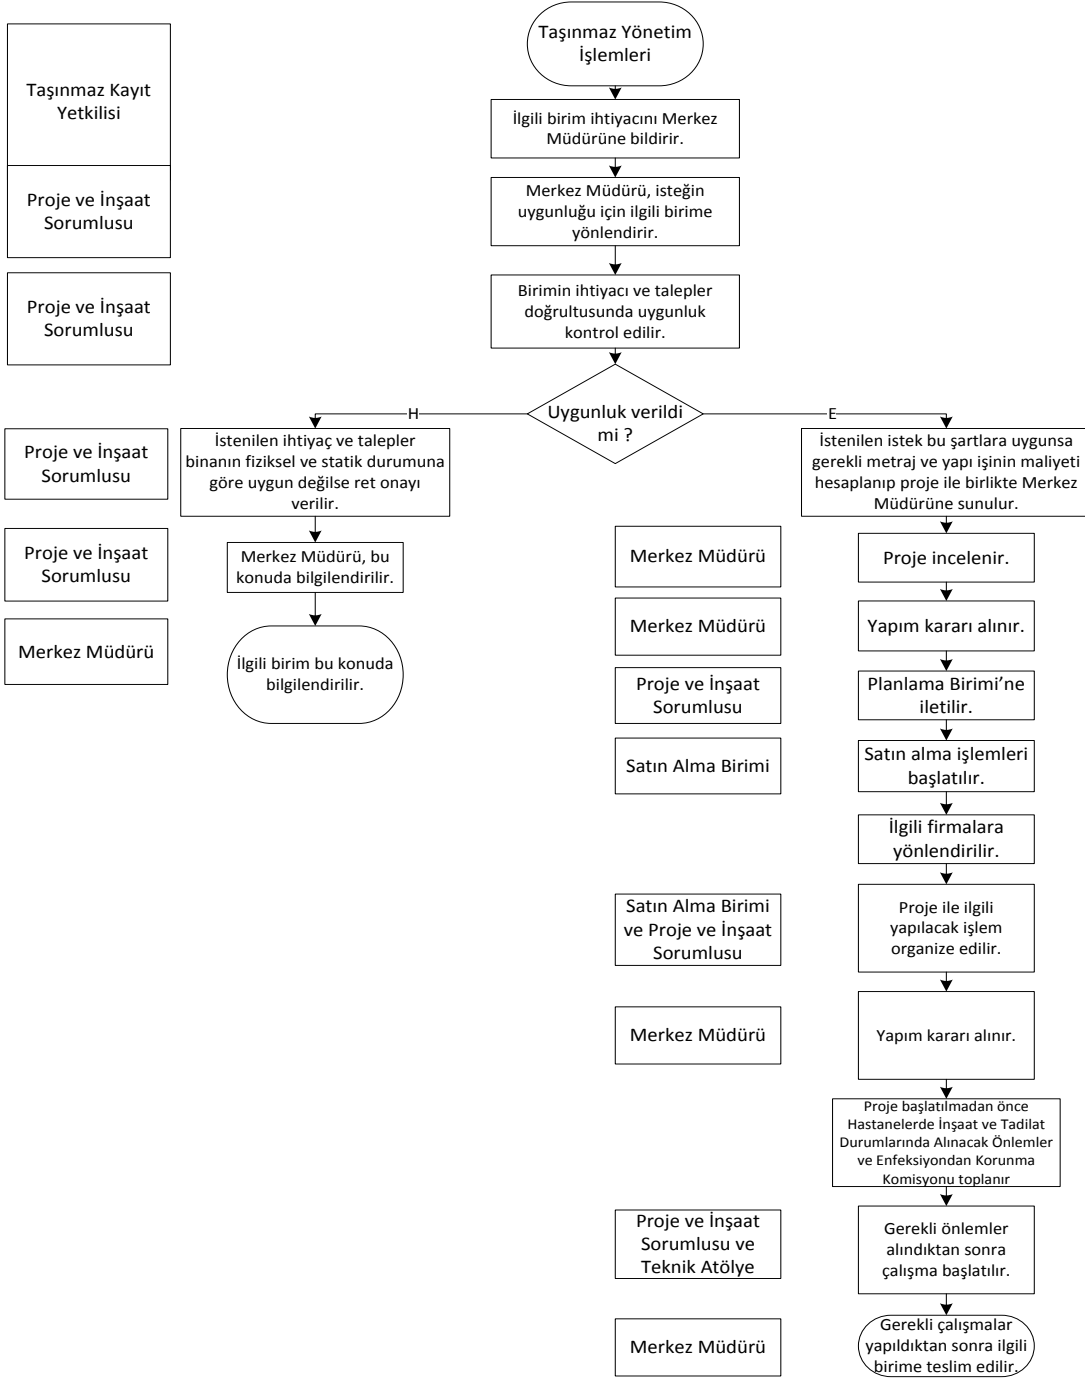 Taşınmaz Yönetim
İşlemleri
Taşınmaz Kayıt
Yetkilisi
İlgili birim ihtiyacını Merkez
Müdürüne bildirir.
Proje ve İnşaat
Sorumlusu
Merkez Müdürü, isteğin
uygunluğu için ilgili birime
yönlendirir.
Proje ve İnşaat
Sorumlusu
Birimin ihtiyacı ve talepler
doğrultusunda uygunluk
kontrol edilir.
Uygunluk verildi
mi ?
H
E
Proje ve İnşaat
Sorumlusu
İstenilen ihtiyaç ve talepler
binanın fiziksel ve statik durumuna
göre uygun değilse ret onayı
verilir.
İstenilen istek bu şartlara uygunsa
gerekli metraj ve yapı işinin maliyeti
hesaplanıp proje ile birlikte Merkez
Müdürüne sunulur.
Proje ve İnşaat
Sorumlusu
Merkez Müdürü, bu
konuda bilgilendirilir.
Merkez Müdürü
Proje incelenir.
Merkez Müdürü
İlgili birim bu konuda
bilgilendirilir.
Merkez Müdürü
Yapım kararı alınır.
Proje ve İnşaat
Sorumlusu
Planlama Birimi’ne
iletilir.
Satın Alma Birimi
Satın alma işlemleri
başlatılır.
İlgili firmalara
yönlendirilir.
Satın Alma Birimi
ve Proje ve İnşaat
Sorumlusu
Proje ile ilgili
yapılacak işlem
organize edilir.
Merkez Müdürü
Yapım kararı alınır.
Proje başlatılmadan önce
Hastanelerde İnşaat ve Tadilat
Durumlarında Alınacak Önlemler
ve Enfeksiyondan Korunma
Komisyonu toplanır
Proje ve İnşaat
Sorumlusu ve
Teknik Atölye
Gerekli önlemler
alındıktan sonra
çalışma başlatılır.
Merkez Müdürü
Gerekli çalışmalar
yapıldıktan sonra ilgili
birime teslim edilir.